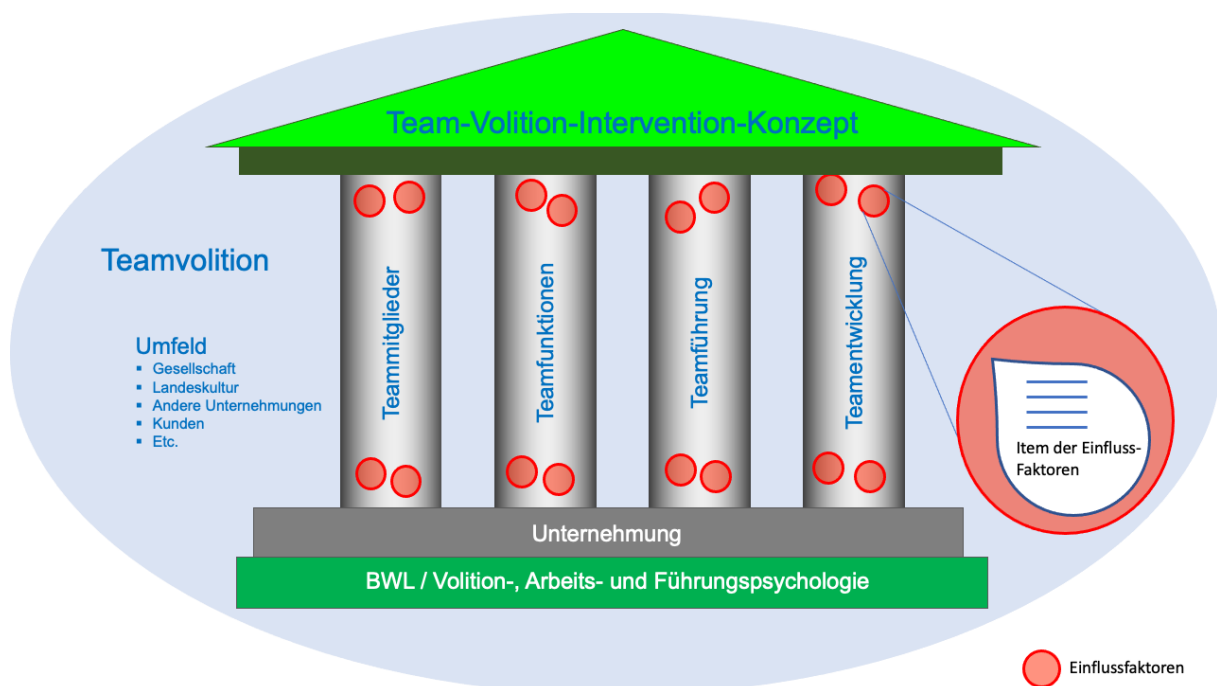 Team-Volition-Intervention-Konzept
Teamvolition
Umfeld
▪ Gesellschaft
▪ Landeskultur
▪ Andere Unternehmungen
▪ Kunden
▪ Etc.
Teammitglieder
Teamfunktionen
Teamführung
Teamentwicklung
Item der Einfluss-
Faktoren
Unternehmung
BWL / Volition-, Arbeits- und Führungspsychologie
Einflussfaktoren